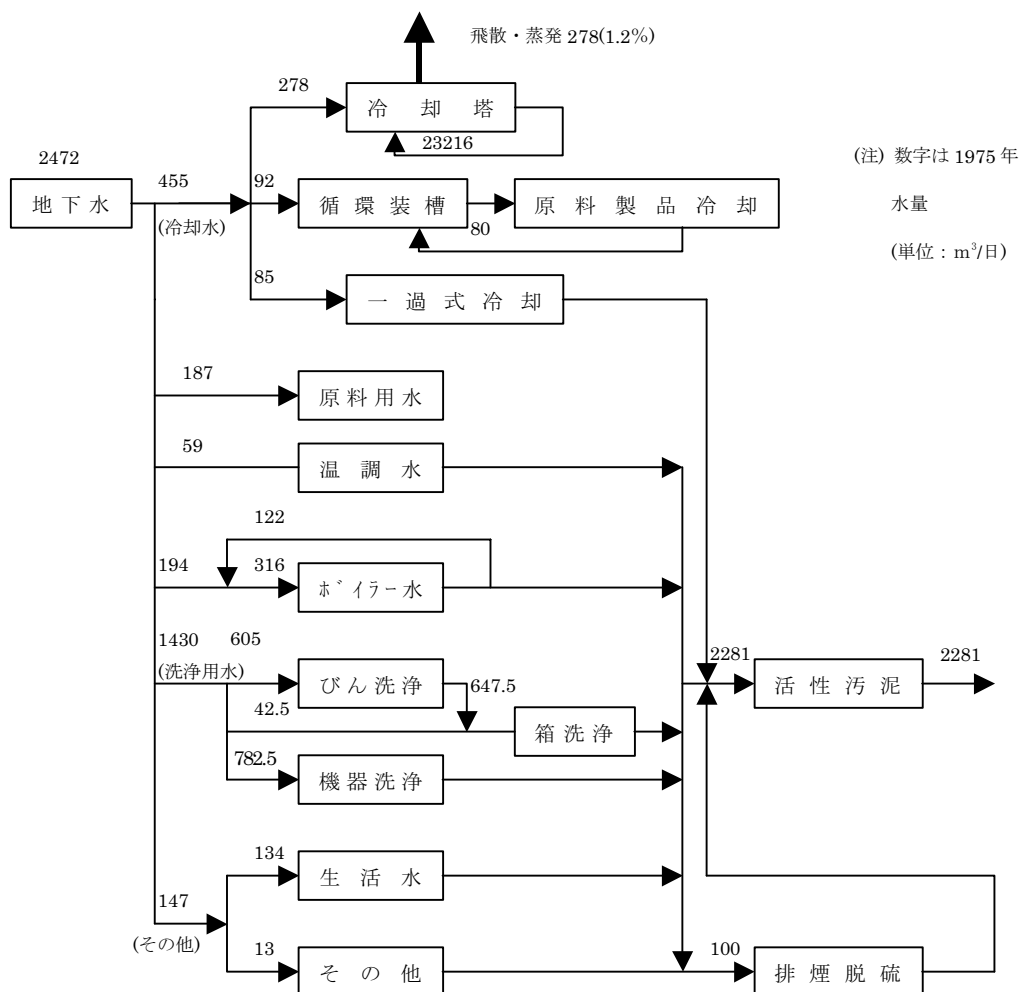 飛散・蒸発 278(1.2%)
278
冷却塔
23216
2472
(注) 数字は 1975 年
455
92
地下水
循環装槽
原料製品冷却
水量
80
(冷却水)
(単位：m³/日)
85
一過式冷却
187
原料用水
59
温調水
122
194
316
ボイラー水
1430
605
(洗浄用水)
2281
2281
びん洗浄
647.5
活性汚泥
42.5
箱洗浄
782.5
機器洗浄
134
生活水
147
(その他)
13
100
その他
排煙脱硫